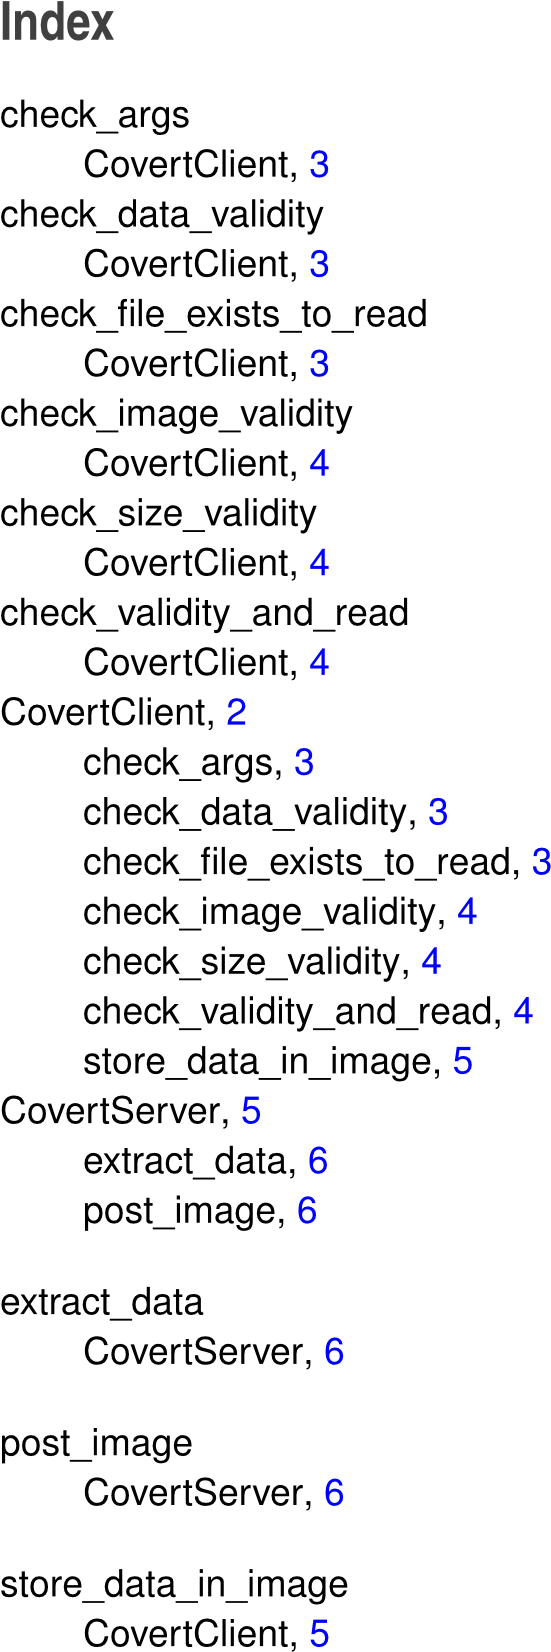 Index
check_args
CovertClient, 3
check_data_validity
CovertClient, 3
check_file_exists_to_read
CovertClient, 3
check_image_validity
CovertClient, 4
check_size_validity
CovertClient, 4
check_validity_and_read
CovertClient, 4
CovertClient, 2
check_args, 3
check_data_validity, 3
check_file_exists_to_read, 3
check_image_validity, 4
check_size_validity, 4
check_validity_and_read, 4
store_data_in_image, 5
CovertServer, 5
extract_data, 6
post_image, 6
extract_data
CovertServer, 6
post_image
CovertServer, 6
store_data_in_image
CovertClient, 5